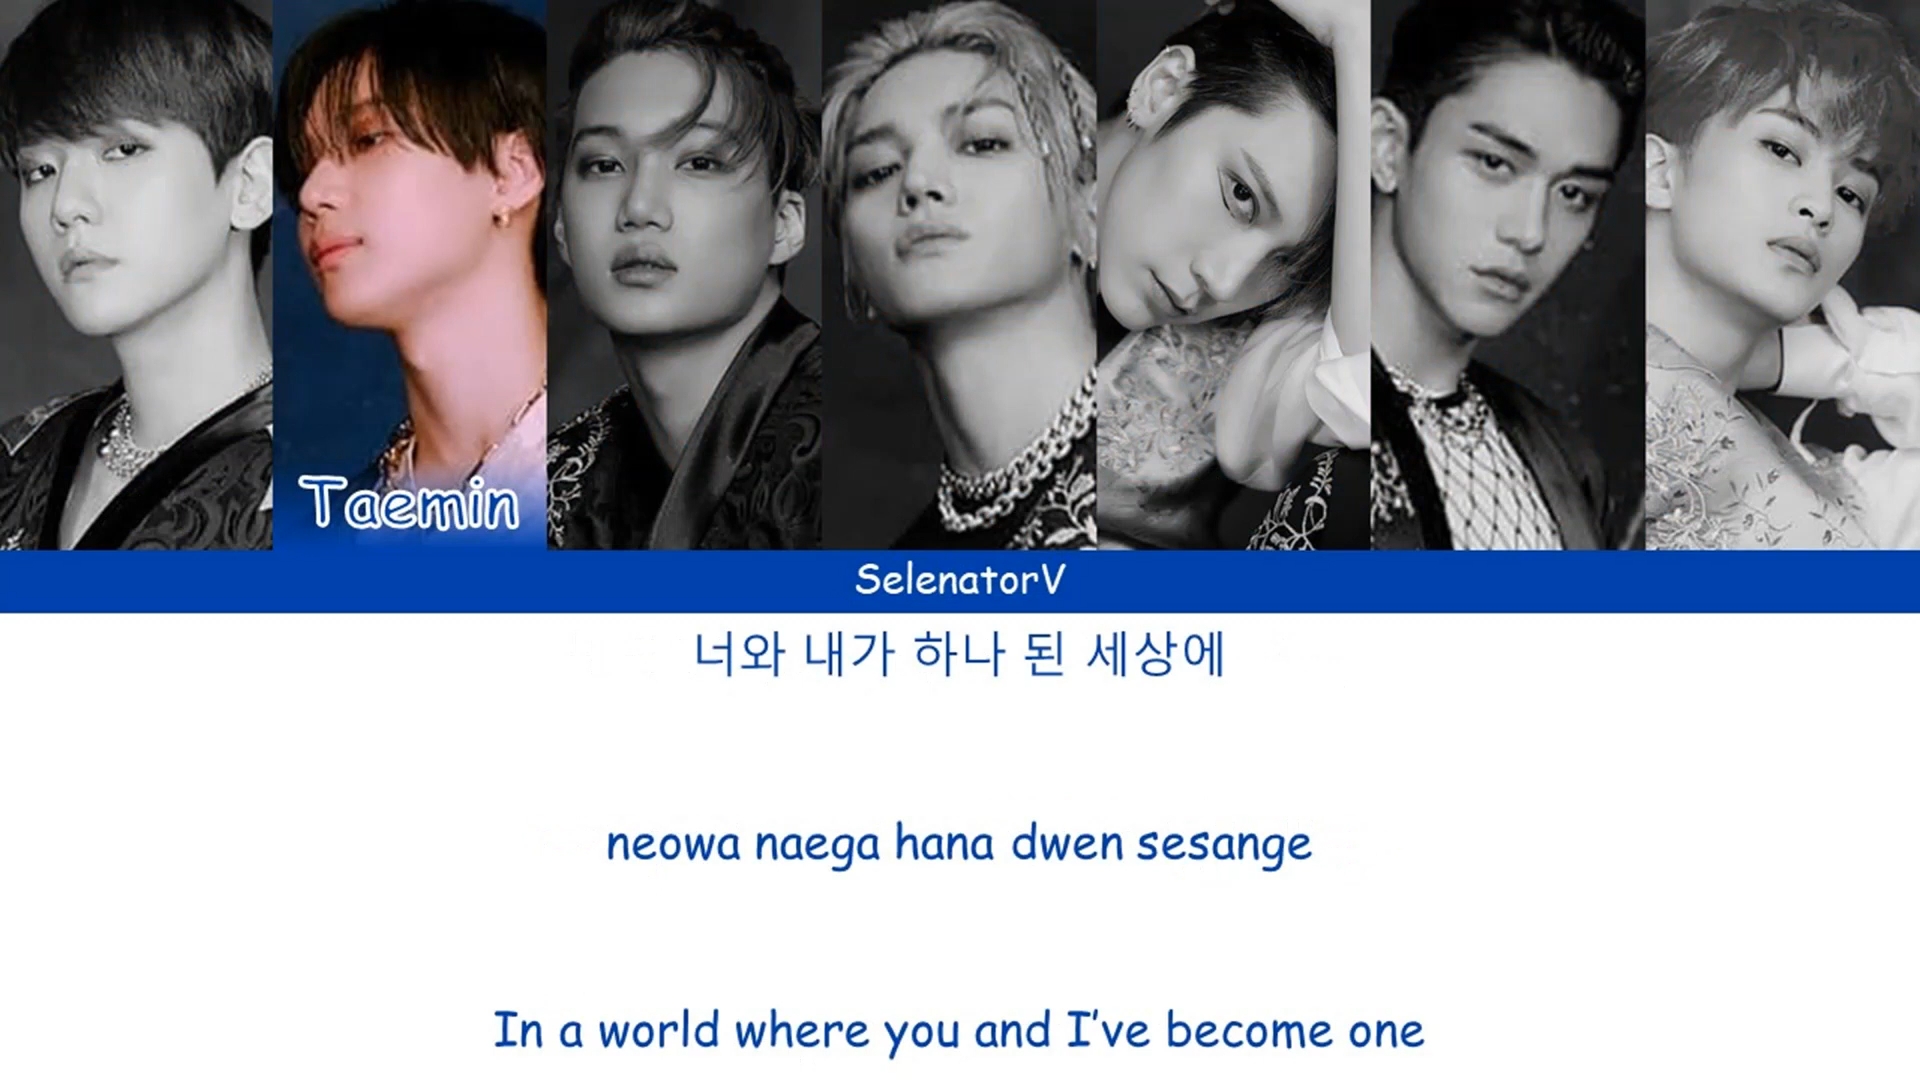 Taemin
SelenatorV
너와 내가 하나 된 세상에
neowa naega hana dwen sesange
In a world where you and I've become one